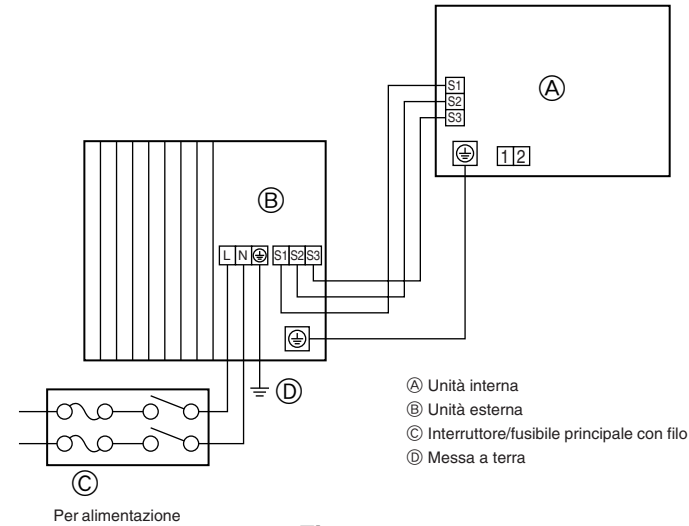 S1
S2
S3
Ⓐ
1 2
Ⓑ
L N S1 S2 S3
Ⓓ
Ⓒ
Per alimentazione
Ⓐ Unità interna
Ⓑ Unità esterna
Ⓒ Interruttore/fusibile principale con filo
Ⓓ Messa a terra